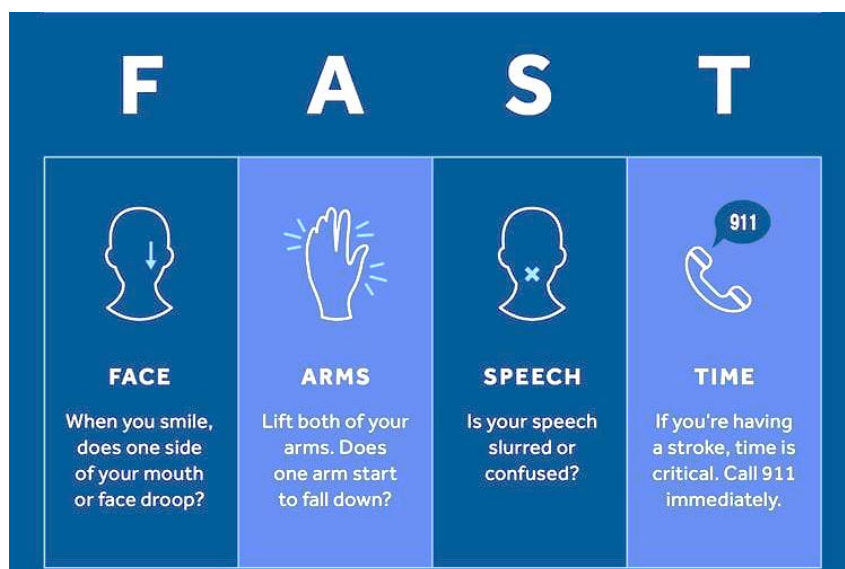 F A S T
911
FACE
When you smile,
does one side
of your mouth
or face droop?
ARMS
Lift both of your
arms. Does
one arm start
to fall down?
SPEECH
Is your speech
slurred or
confused?
TIME
If you're having
a stroke, time is
critical. Call 911
immediately.